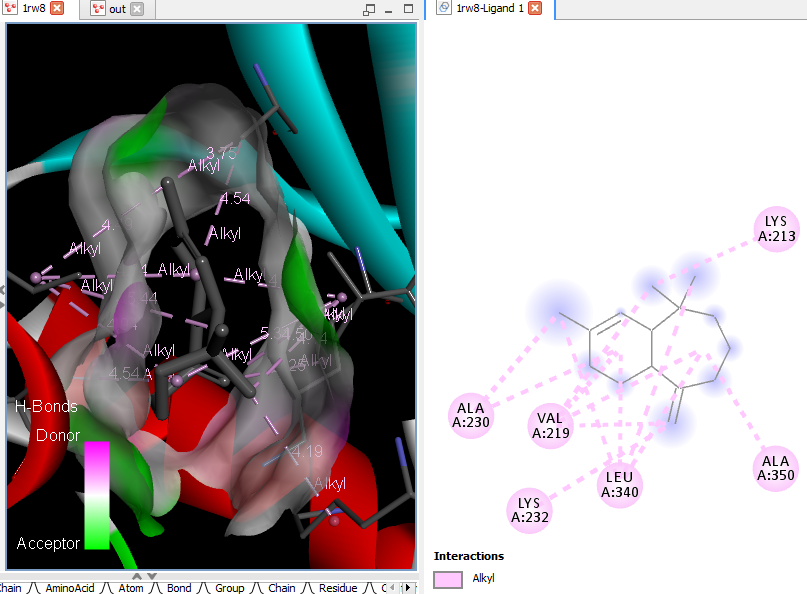 1rw8
out
1rw8-Ligand 1
3.75
Alkyl
4.54
Alkyl
Alkyl
Alkyl
Alkyl
Alkyl
Alkyl
Alkyl
Alkyl
4.54
Alkyl
4.19
Alkyl
H-Bonds
Donor
Acceptor
LYS
A:213
ALA
A:230
VAL
A:219
LEU
A:340
LYS
A:232
ALA
A:350
Interactions
Alkyl
AminoAcid
Atom
Bond
Group
Chain
Residue